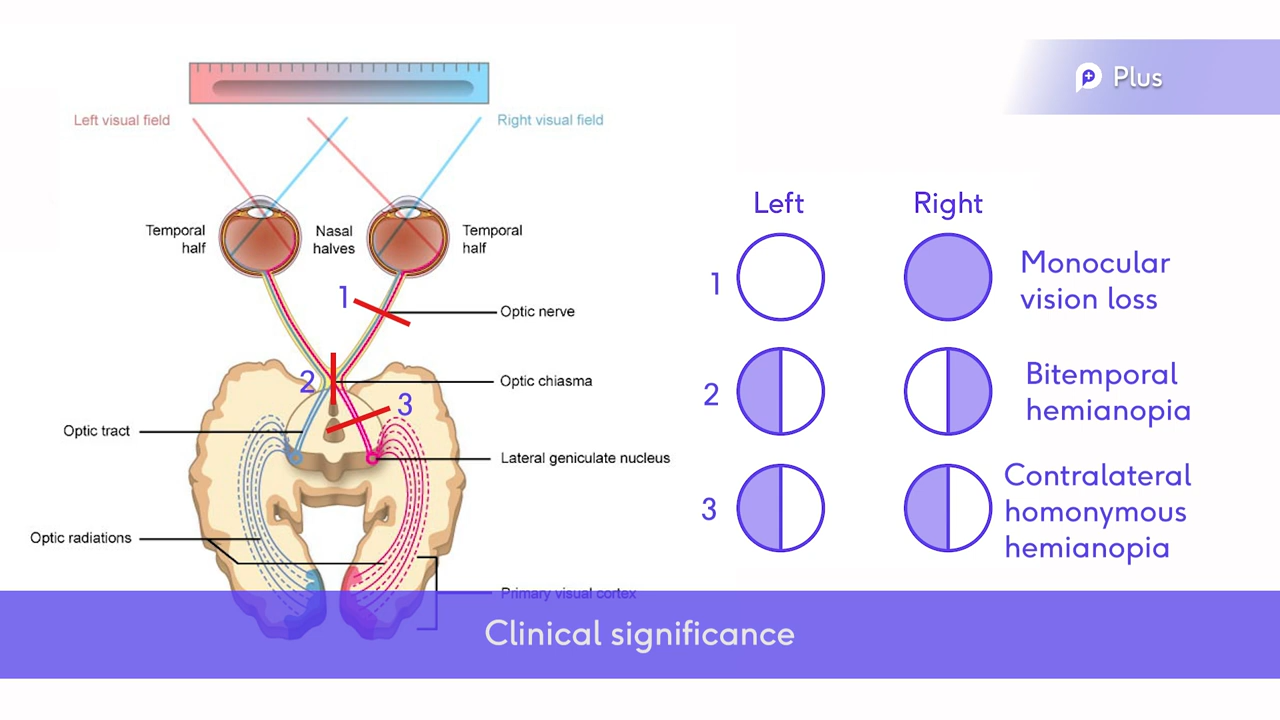 Plus
Left visual field
Right visual field
Temporal
half
Nasal
halves
Temporal
half
1
Optic nerve
2
Optic chiasma
3
Optic tract
Lateral geniculate nucleus
Optic radiations
Primary visual cortex
Left
Right
1
Monocular
vision loss
2
Bitemporal
hemianopia
3
Contralateral
homonymous
hemianopia
Clinical significance